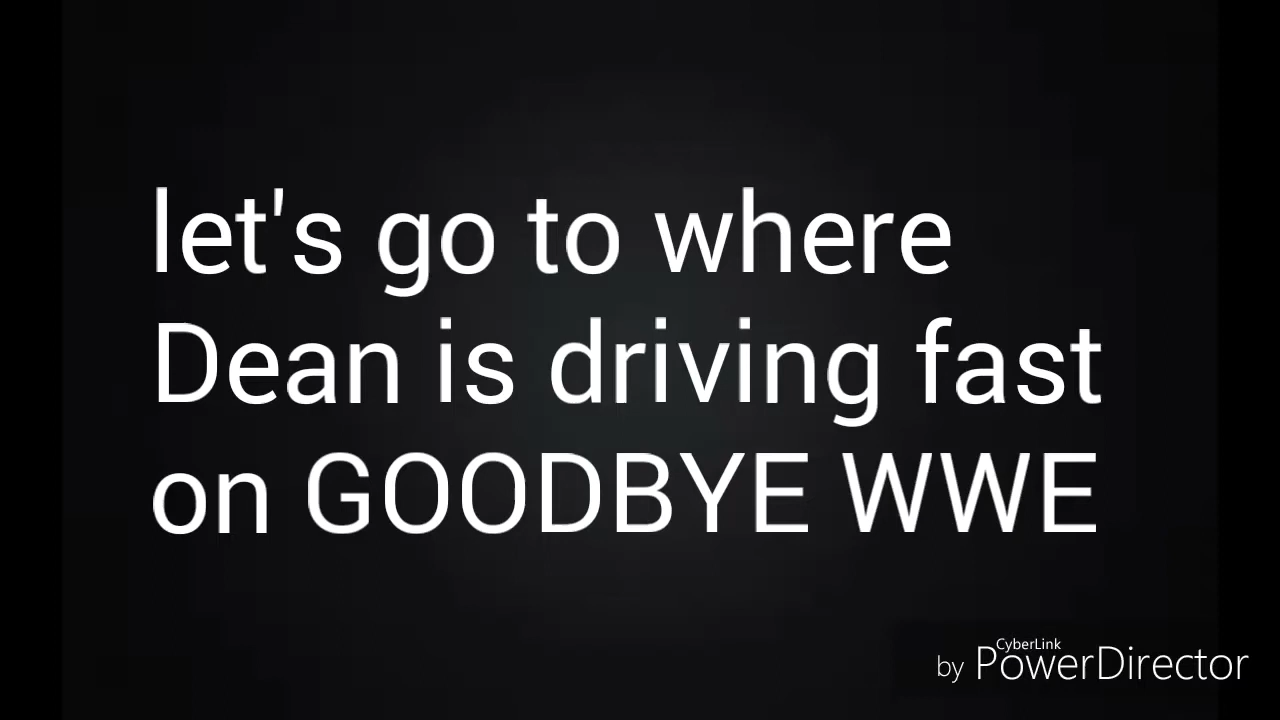 let's go to where
Dean is driving fast
on GOODBYE WWE
CyberLink
by PowerDirector